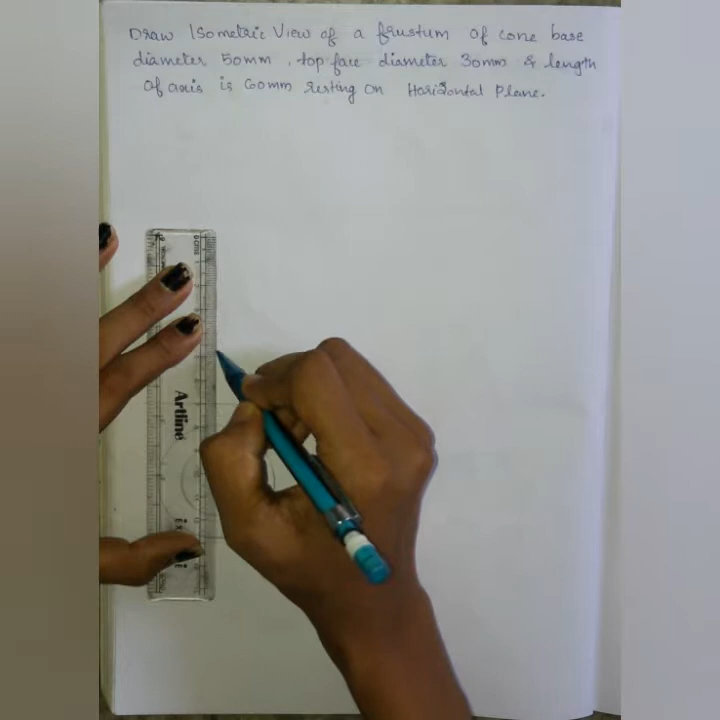 Draw Isometric View of a frustum of cone base
diameter 50mm , top face diameter 30mm & length
of axis is 60mm resting on Horizontal Plane.
Artline